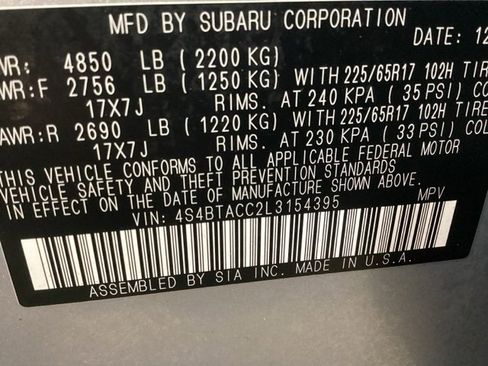 MFD BY SUBARU CORPORATION
DATE: 12
WR: 4850 LB (2200 KG)
WR:F 2756 LB (1250 KG) WITH 225/65R17 102H TIRE
17X7J RIMS. AT 240 KPA (35 PSI) COLD
AWR:R 2690 LB (1220 KG) WITH 225/65R17 102H TIRE
17X7J RIMS. AT 230 KPA (33 PSI) COL
THIS VEHICLE CONFORMS TO ALL APPLICABLE FEDERAL MOTOR
VEHICLE SAFETY AND THEFT PREVENTION STANDARDS
IN EFFECT ON THE DATE OF MANUFACTURE SHOWN ABOVE.
VIN: 4S4BTACC2L3154395 MPV
ASSEMBLED BY SIA INC. MADE IN U.S.A.